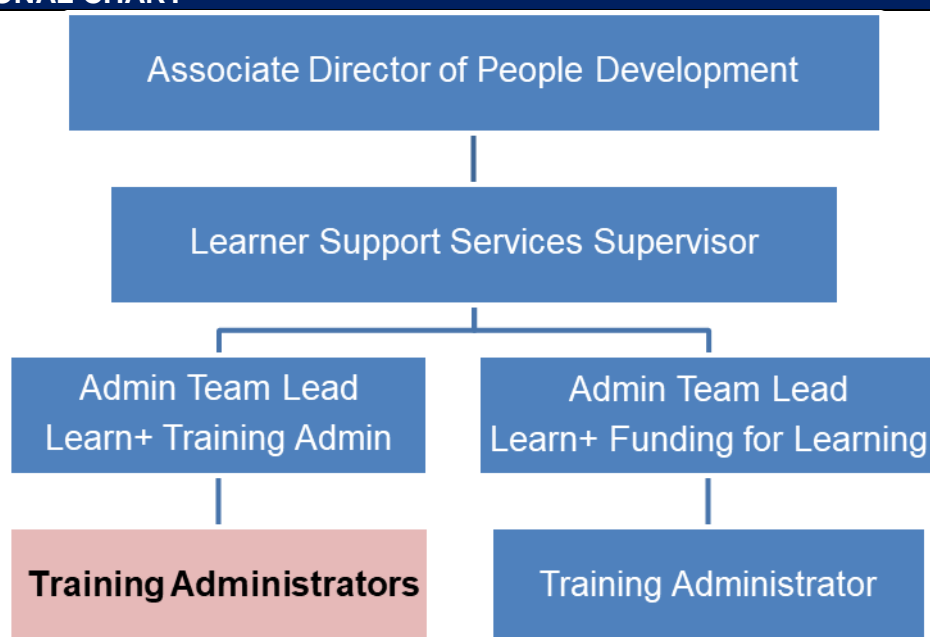 Associate Director of People Development
Learner Support Services Supervisor
Admin Team Lead
Learn+ Training Admin
Admin Team Lead
Learn+ Funding for Learning
Training Administrators
Training Administrator